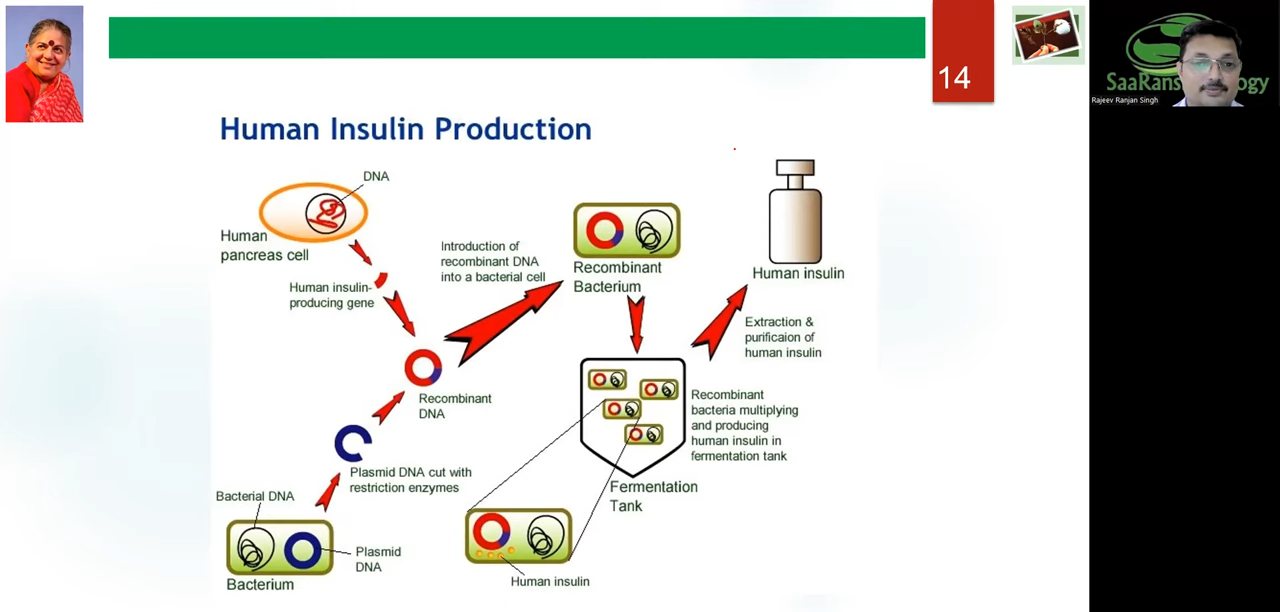 14
SaaRans
ogy
Rajeev Ranjan Singh
Human Insulin Production
DNA
Human
pancreas cell
Human insulin-
producing gene
Introduction of
recombinant DNA
into a bacterial cell
Recombinant
Bacterium
Human insulin
Extraction &
purificaion of
human insulin
Recombinant
DNA
Recombinant
bacteria multiplying
and producing
human insulin in
fermentation tank
Plasmid DNA cut with
restriction enzymes
Fermentation
Tank
Bacterial DNA
Plasmid
DNA
Bacterium
Human insulin